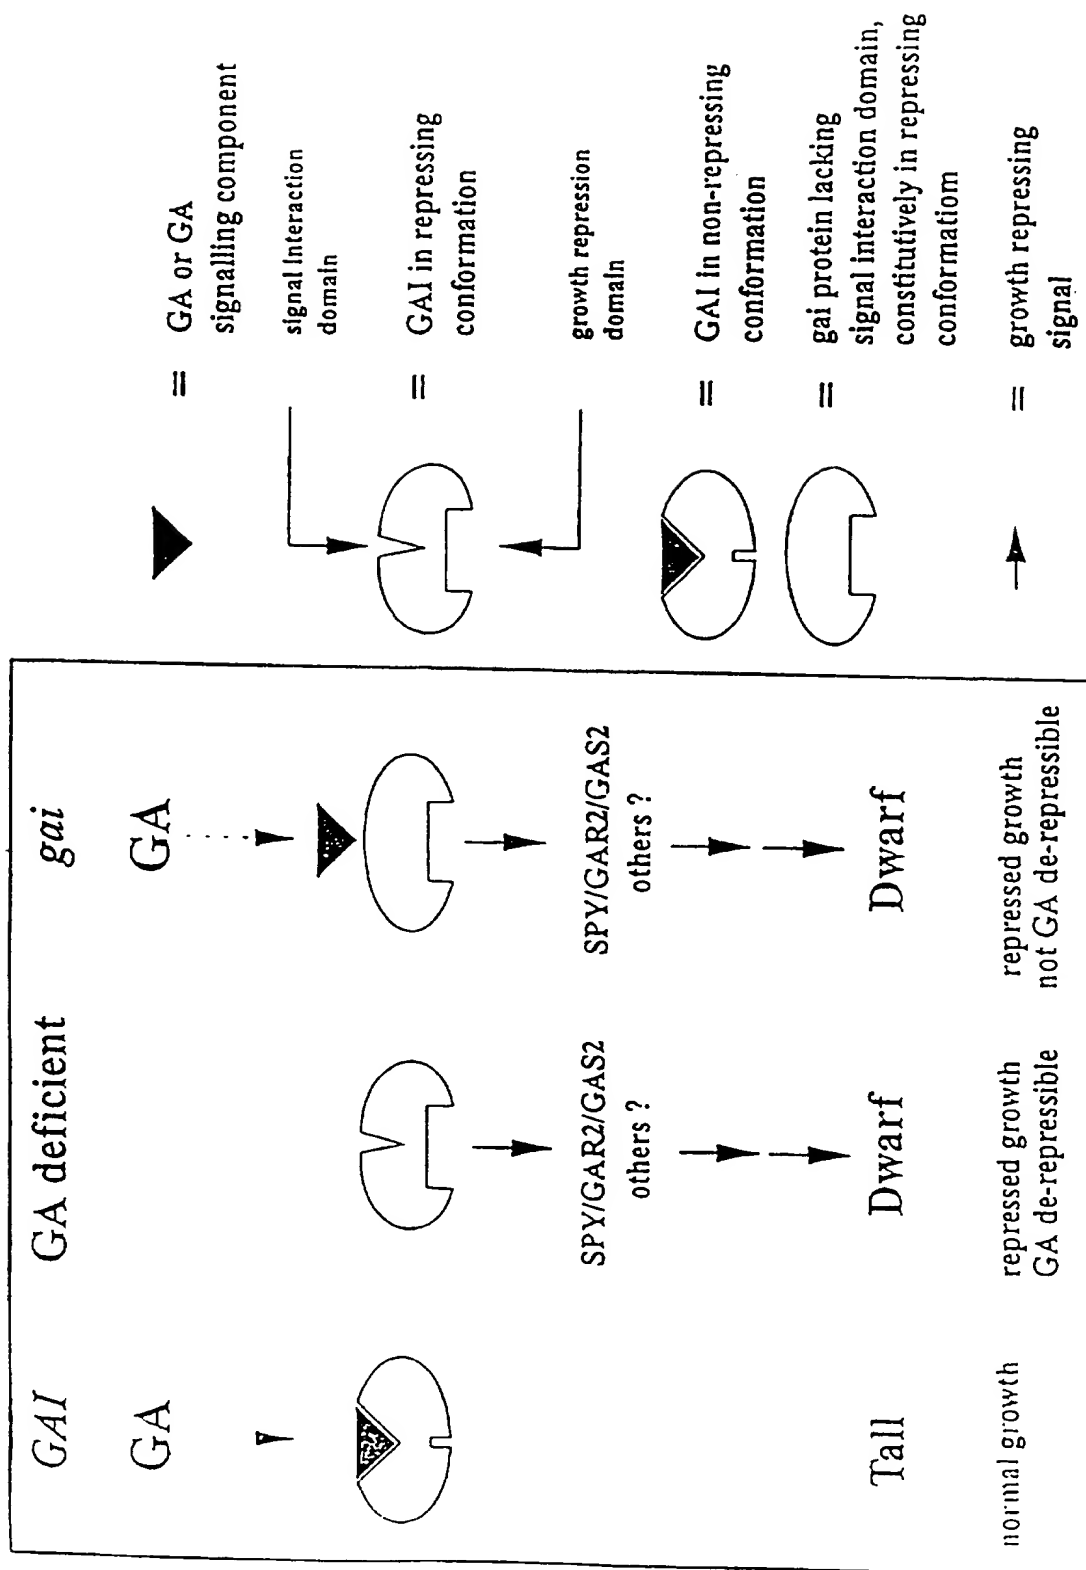 GAI
GA
Tall
normal growth
GA deficient
SPY/GAR2/GAS2
others ?
Dwarf
repressed growth
GA de-repressible
gai
GA
SPY/GAR2/GAS2
others ?
Dwarf
repressed growth
not GA de-repressible
= GA or GA
signalling component
signal Interaction
domain
= GAI in repressing
conformation
growth repression
domain
= GAI in non-repressing
conformation
= gai protein lacking
signal interaction domain,
constitutively in repressing
conformatiom
= growth repressing
signal